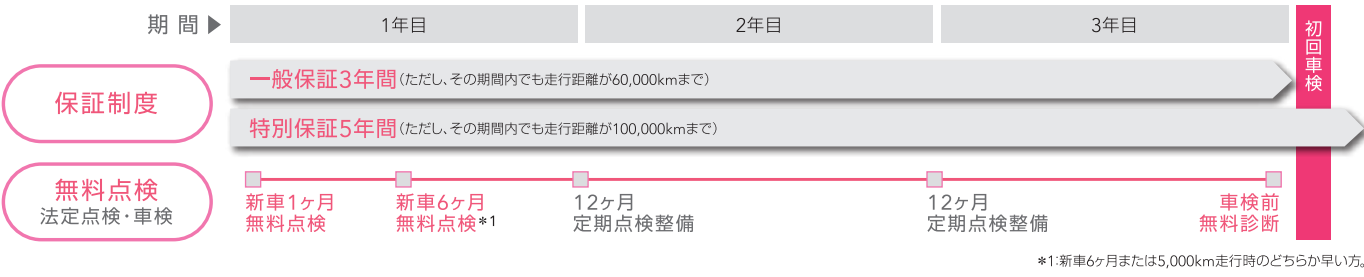 期間▶
1年目
2年目
3年目
初回車検
保証制度
一般保証3年間(ただし、その期間内でも走行距離が60,000kmまで)
特別保証5年間(ただし、その期間内でも走行距離が100,000kmまで)
無料点検
法定点検・車検
新車1ヶ月
無料点検
新車6ヶ月
無料点検*1
12ヶ月
定期点検整備
12ヶ月
定期点検整備
車検前
無料診断
*1:新車6ヶ月または5,000km走行時のどちらか早い方。